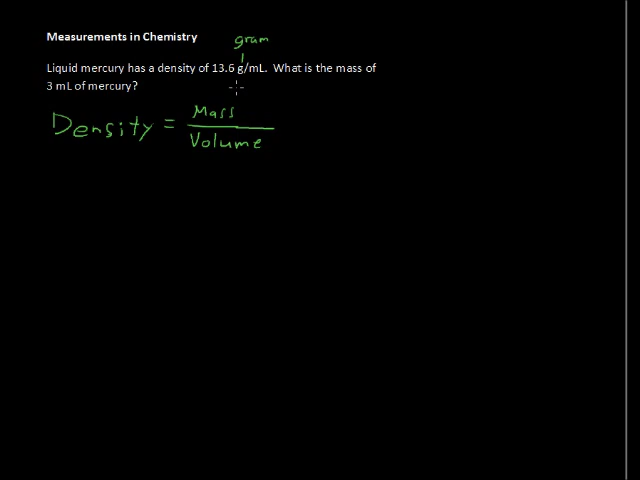 Measurements in Chemistry
gram
Liquid mercury has a density of 13.6 g/mL. What is the mass of
3 mL of mercury?
Density = Mass
Volume